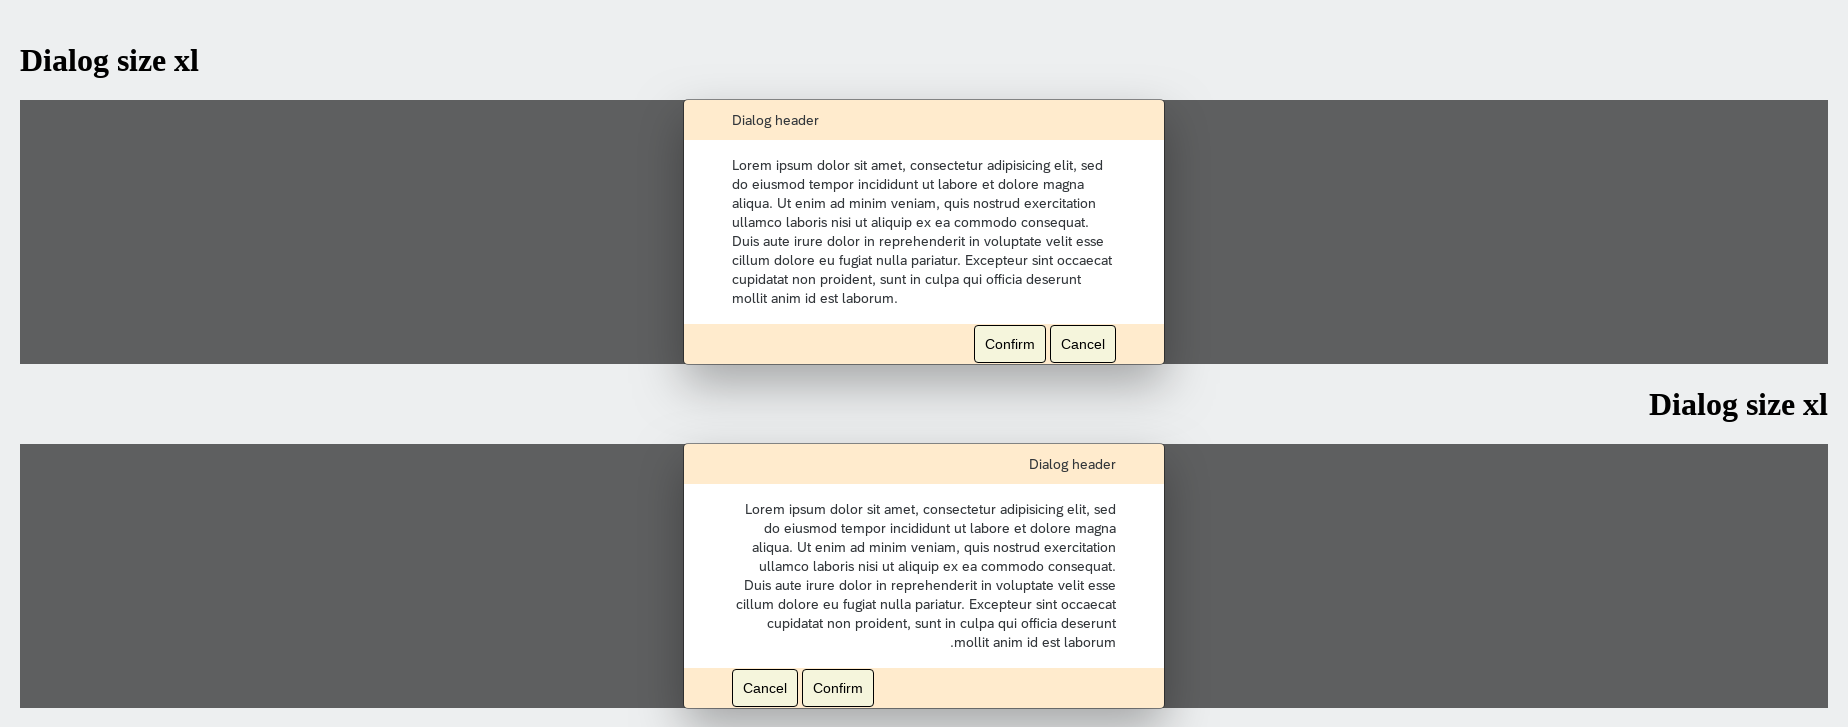 Dialog size xl
Dialog header
Lorem ipsum dolor sit amet, consectetur adipisicing elit, sed
do eiusmod tempor incididunt ut labore et dolore magna
aliqua. Ut enim ad minim veniam, quis nostrud exercitation
ullamco laboris nisi ut aliquip ex ea commodo consequat.
Duis aute irure dolor in reprehenderit in voluptate velit esse
cillum dolore eu fugiat nulla pariatur. Excepteur sint occaecat
cupidatat non proident, sunt in culpa qui officia deserunt
mollit anim id est laborum.
Confirm Cancel
Dialog size xl
Dialog header
Lorem ipsum dolor sit amet, consectetur adipisicing elit, sed
do eiusmod tempor incididunt ut labore et dolore magna
aliqua. Ut enim ad minim veniam, quis nostrud exercitation
ullamco laboris nisi ut aliquip ex ea commodo consequat.
Duis aute irure dolor in reprehenderit in voluptate velit esse
cillum dolore eu fugiat nulla pariatur. Excepteur sint occaecat
cupidatat non proident, sunt in culpa qui officia deserunt
.mollit anim id est laborum
Cancel Confirm